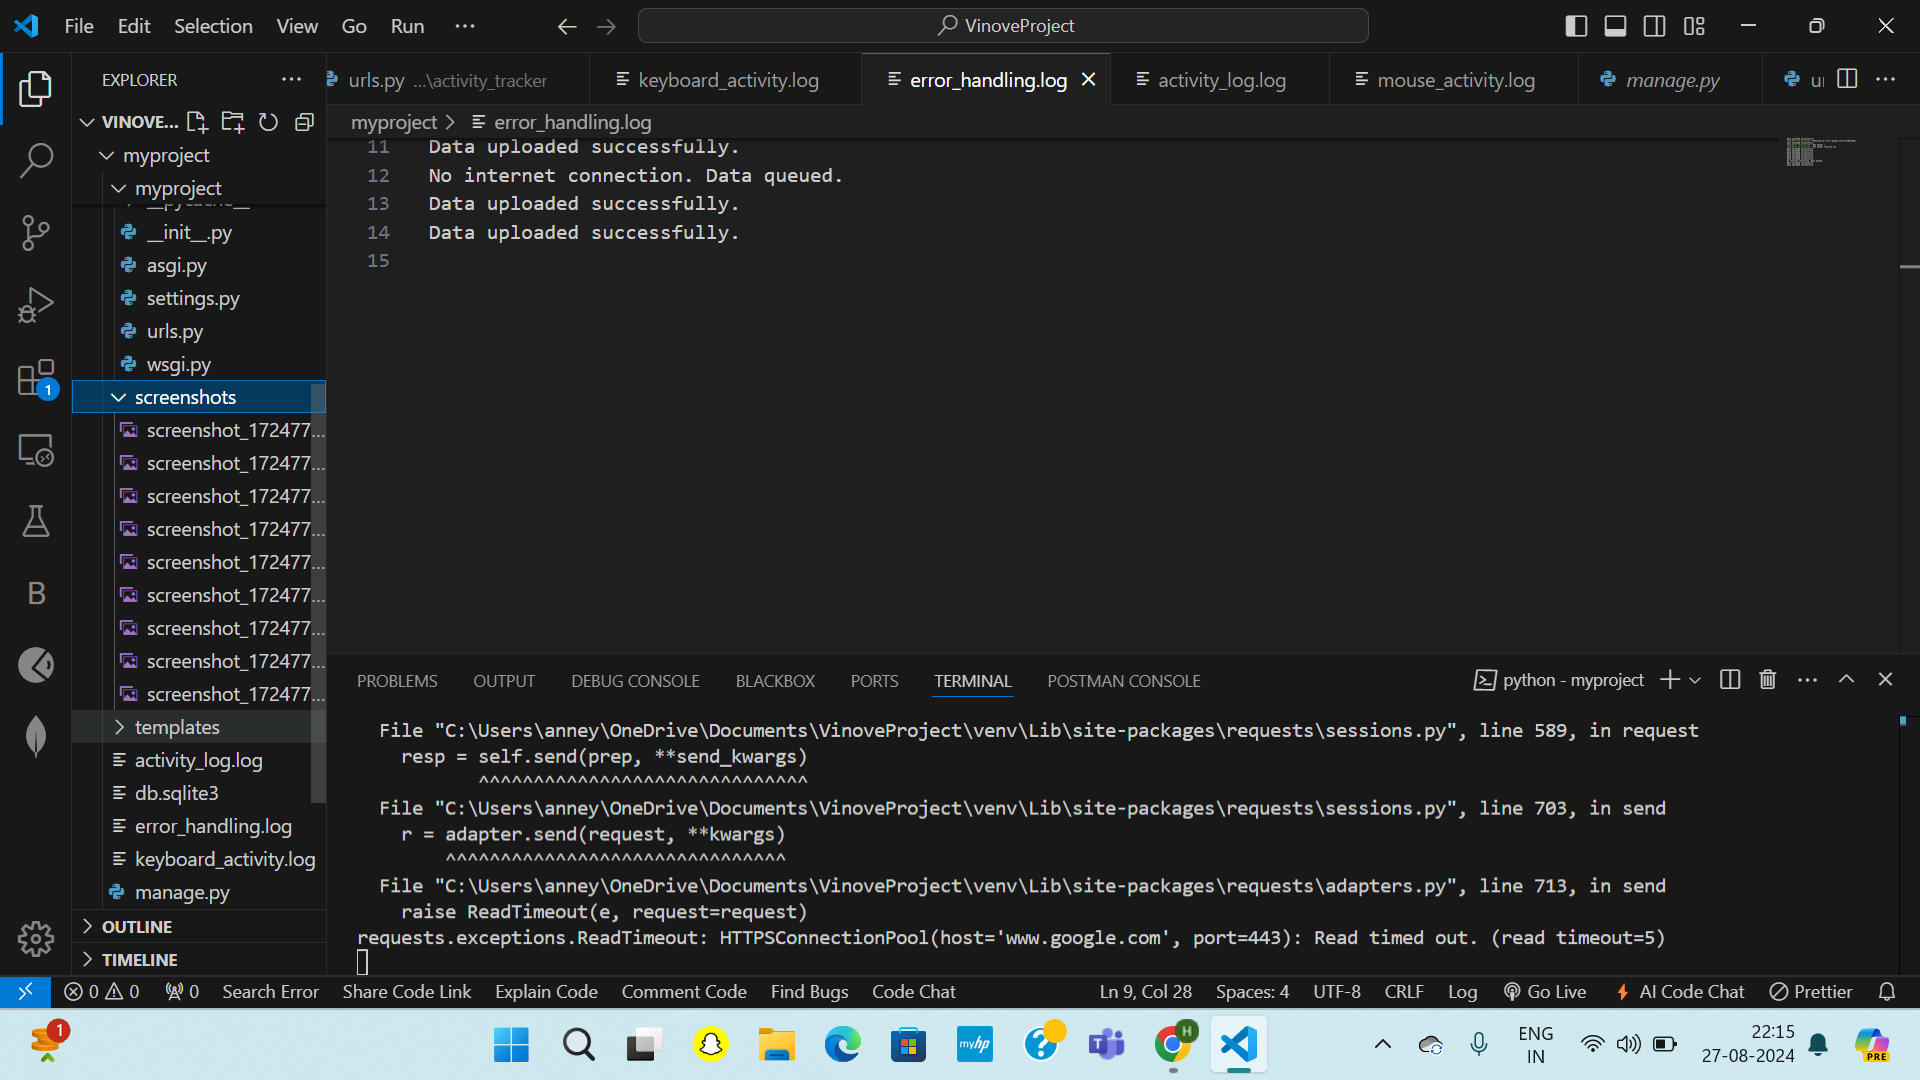 File Edit Selection View Go Run ···
VinoveProject
EXPLORER
urls.py ...\activity_tracker
keyboard_activity.log
error_handling.log
activity_log.log
mouse_activity.log
manage.py
VINOVE...
myproject > error_handling.log
myproject
myproject
__init__.py
asgi.py
settings.py
urls.py
wsgi.py
screenshots
screenshot_172477...
screenshot_172477...
screenshot_172477...
screenshot_172477...
screenshot_172477...
screenshot_172477...
screenshot_172477...
screenshot_172477...
screenshot_172477...
templates
activity_log.log
db.sqlite3
error_handling.log
keyboard_activity.log
manage.py
OUTLINE
TIMELINE
1
B
11 Data uploaded successfully.
12 No internet connection. Data queued.
13 Data uploaded successfully.
14 Data uploaded successfully.
15
PROBLEMS OUTPUT DEBUG CONSOLE BLACKBOX PORTS TERMINAL POSTMAN CONSOLE
python - myproject
File "C:\Users\anney\OneDrive\Documents\VinoveProject\venv\Lib\site-packages\requests\sessions.py", line 589, in request
resp = self.send(prep, **send_kwargs)
^^^^^^^^^^^^^^^^^^^^^^^^^^^^^^
File "C:\Users\anney\OneDrive\Documents\VinoveProject\venv\Lib\site-packages\requests\sessions.py", line 703, in send
r = adapter.send(request, **kwargs)
^^^^^^^^^^^^^^^^^^^^^^^^^^^^^^^
File "C:\Users\anney\OneDrive\Documents\VinoveProject\venv\Lib\site-packages\requests\adapters.py", line 713, in send
raise ReadTimeout(e, request=request)
requests.exceptions.ReadTimeout: HTTPSConnectionPool(host='www.google.com', port=443): Read timed out. (read timeout=5)
0 0 0 Search Error Share Code Link Explain Code Comment Code Find Bugs Code Chat
Ln 9, Col 28 Spaces: 4 UTF-8 CRLF Log Go Live AI Code Chat Prettier
1
myhp
T
H
ENG
IN
22:15
27-08-2024
PRE